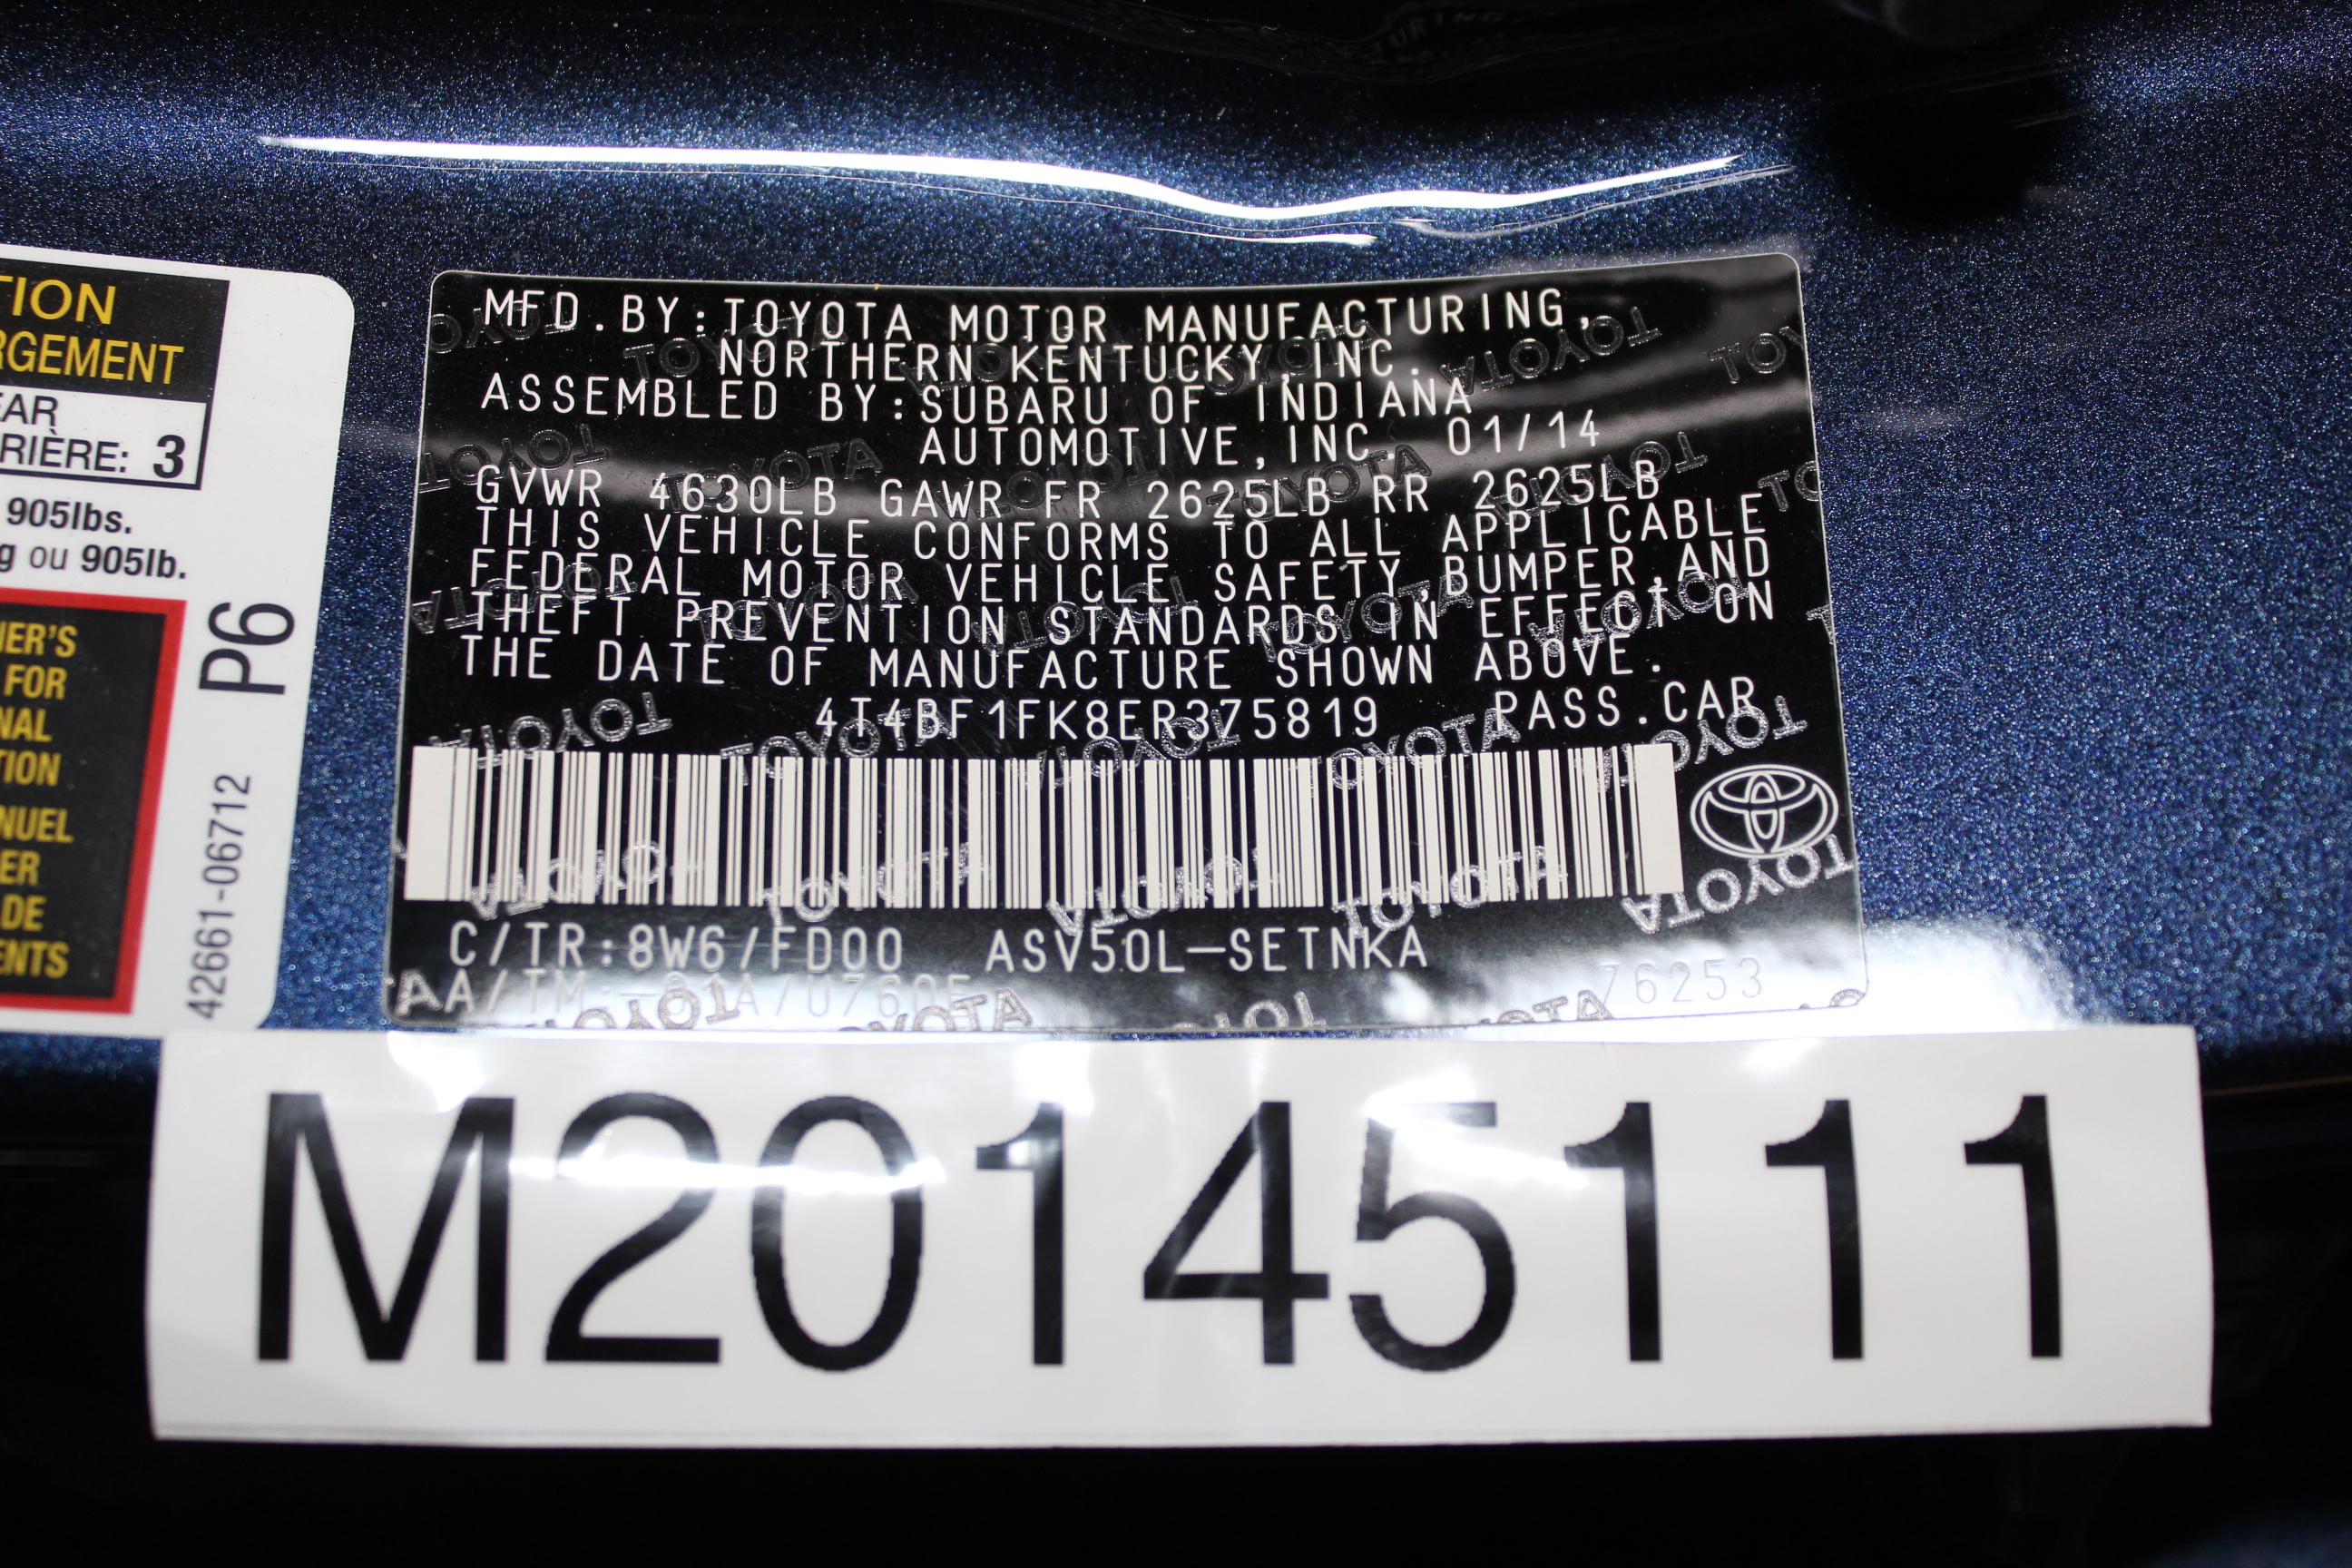 TION
RGEMENT
EAR
RIÈRE: 3
905lbs.
g ou 905lb.
NER'S
FOR
NAL
TION
NUEL
ER
DE
ENTS
P6
42661-06712
MFD.BY:TOYOTA MOTOR MANUFACTURING,
NORTHERN KENTUCKY,INC.
ASSEMBLED BY:SUBARU OF INDIANA
AUTOMOTIVE,INC. 01/14
GVWR 4630LB GAWR FR 2625LB RR 2625LB
THIS VEHICLE CONFORMS TO ALL APPLICABLE
FEDERAL MOTOR VEHICLE SAFETY,BUMPER,AND
THEFT PREVENTION STANDARDS IN EFFECT ON
THE DATE OF MANUFACTURE SHOWN ABOVE.
4T4BF1FK8ER375819 PASS.CAR
C/TR:8W6/FD00 ASV50L-SETNKA
A/TM: 76253
M20145111